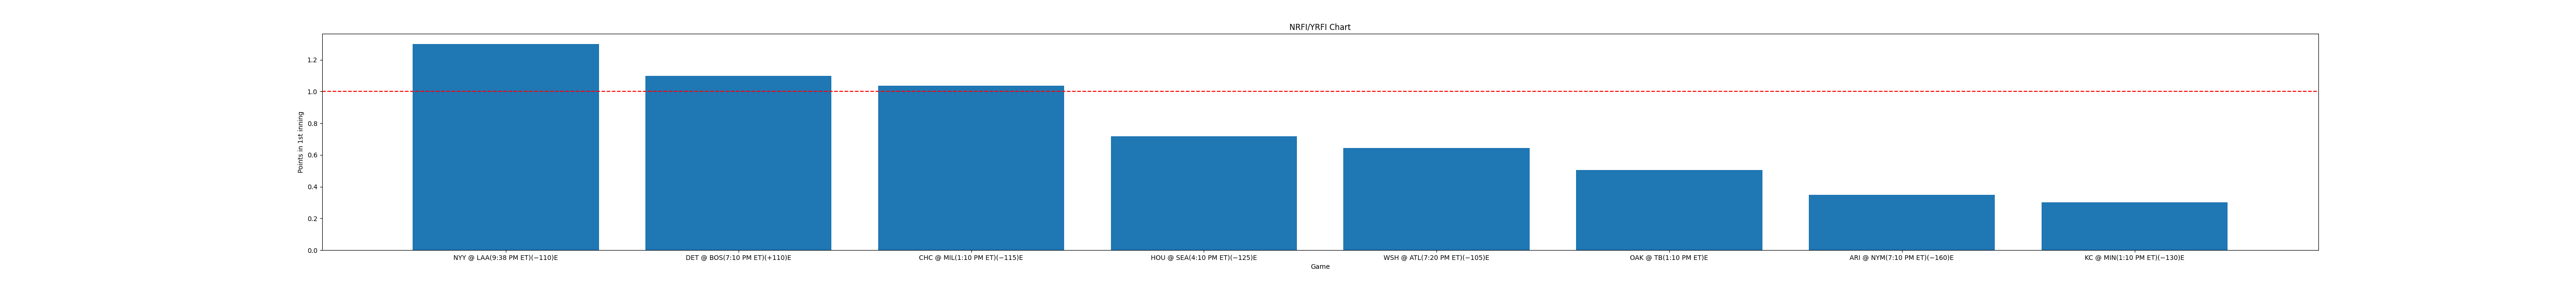 NRFI/YRFI Chart
Points in 1st inning
1.2
1.0
0.8
0.6
0.4
0.2
0.0
NYY @ LAA(9:38 PM ET)(−110)E
DET @ BOS(7:10 PM ET)(+110)E
CHC @ MIL(1:10 PM ET)(−115)E
HOU @ SEA(4:10 PM ET)(−125)E
WSH @ ATL(7:20 PM ET)(−105)E
OAK @ TB(1:10 PM ET)E
ARI @ NYM(7:10 PM ET)(−160)E
KC @ MIN(1:10 PM ET)(−130)E
Game